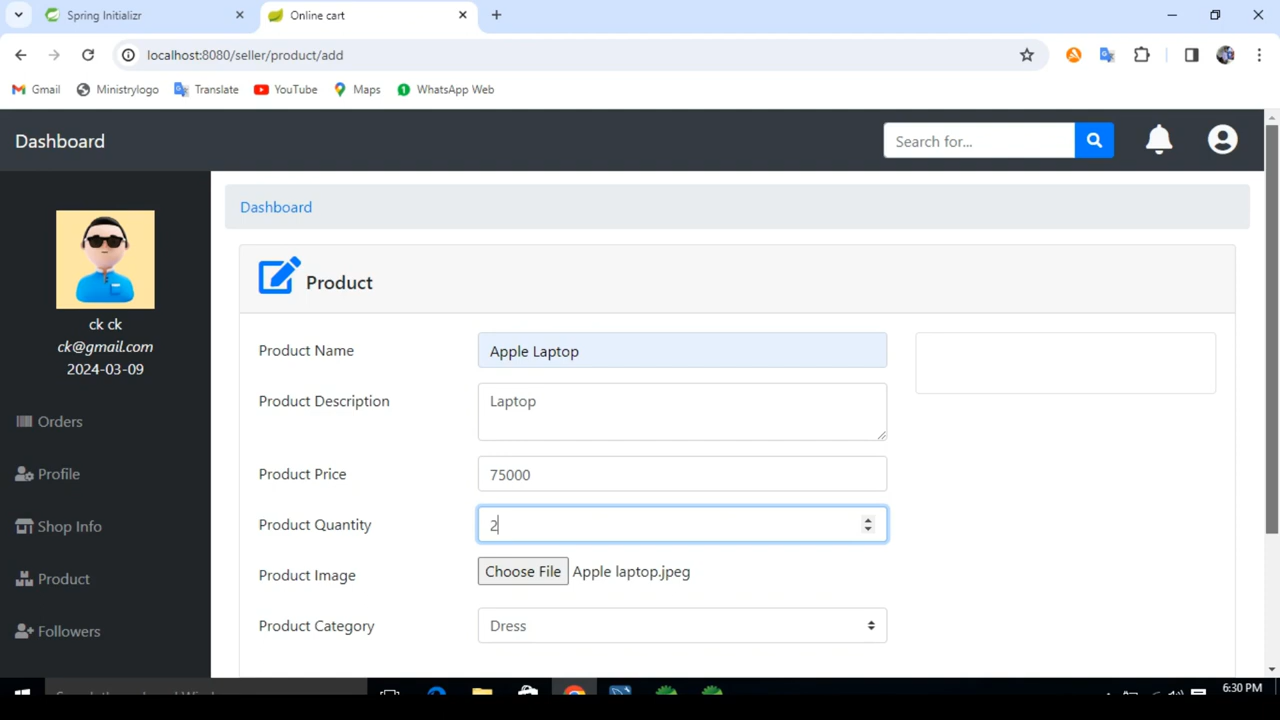 Spring Initializr
Online cart
localhost:8080/seller/product/add
Gmail
Ministrylogo
Translate
YouTube
Maps
WhatsApp Web
Dashboard
Search for...
Dashboard
ck ck
ck@gmail.com
2024-03-09
Orders
Profile
Shop Info
Product
Followers
Product
Product Name
Apple Laptop
Product Description
Laptop
Product Price
75000
Product Quantity
2
Product Image
Choose File Apple laptop.jpeg
Product Category
Dress
6:30 PM